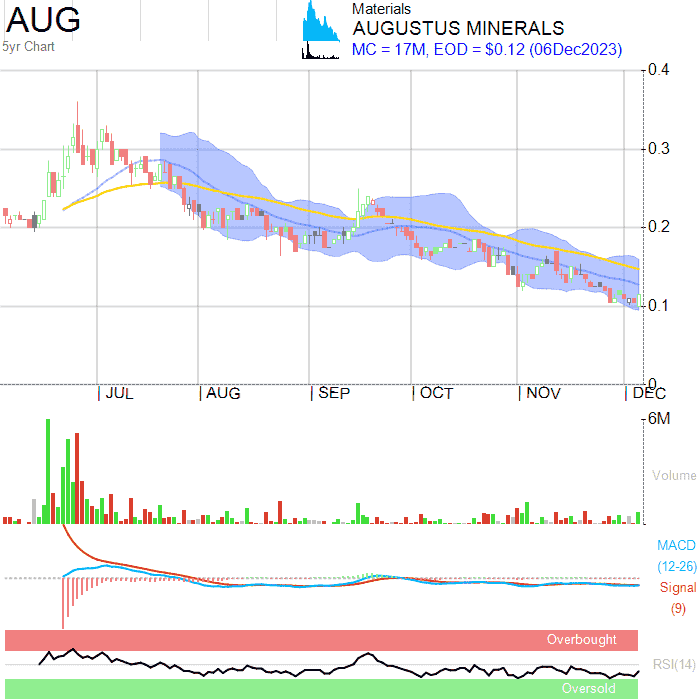 AUG
5yr Chart
Materials
AUGUSTUS MINERALS
MC = 17M, EOD = $0.12 (06Dec2023)
0.4
0.3
0.2
0.1
0
JUL AUG SEP OCT NOV DEC
6M
Volume
MACD
(12-26)
Signal
(9)
Overbought
RSI(14)
Oversold